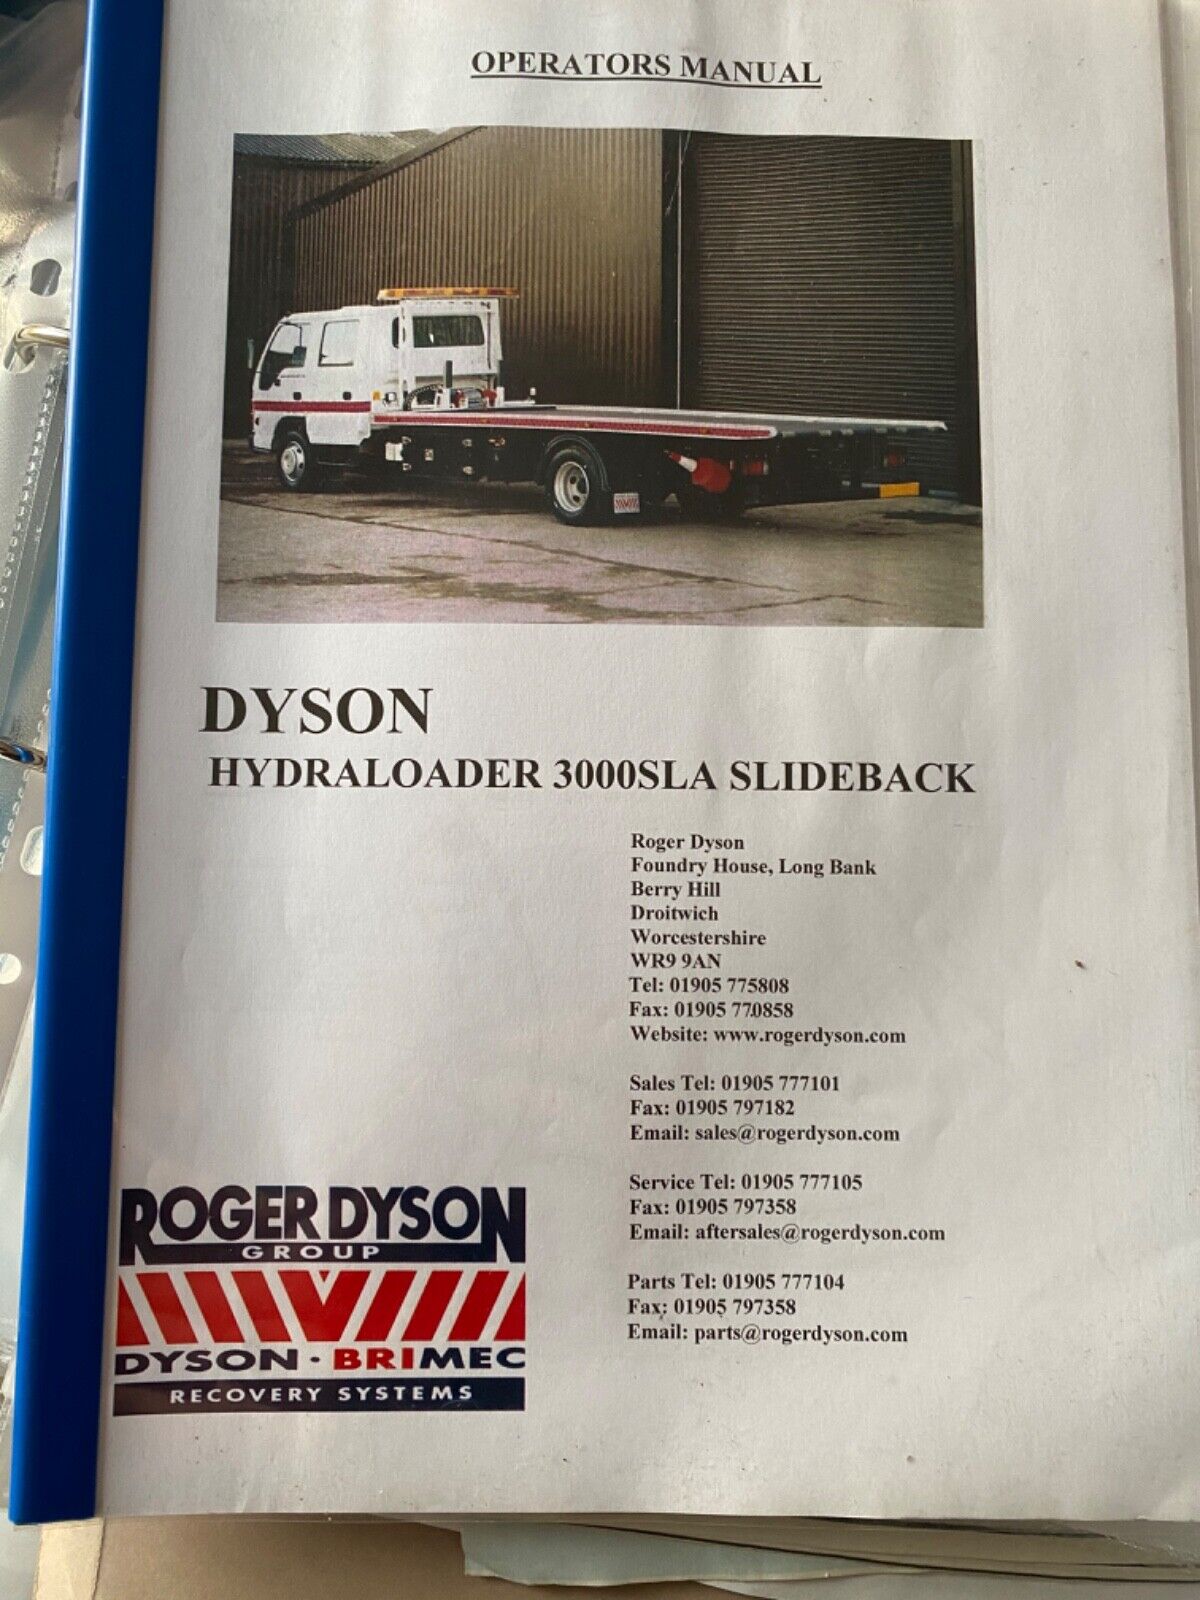 OPERATORS MANUAL
DYSON
HYDRALOADER 3000SLA SLIDEBACK
Roger Dyson
Foundry House, Long Bank
Berry Hill
Droitwich
Worcestershire
WR9 9AN
Tel: 01905 775808
Fax: 01905 770858
Website: www.rogerdyson.com
Sales Tel: 01905 777101
Fax: 01905 797182
Email: sales@rogerdyson.com
Service Tel: 01905 777105
Fax: 01905 797358
Email: aftersales@rogerdyson.com
Parts Tel: 01905 777104
Fax: 01905 797358
Email: parts@rogerdyson.com
ROGER DYSON
GROUP
DYSON · BRIMEC
RECOVERY SYSTEMS